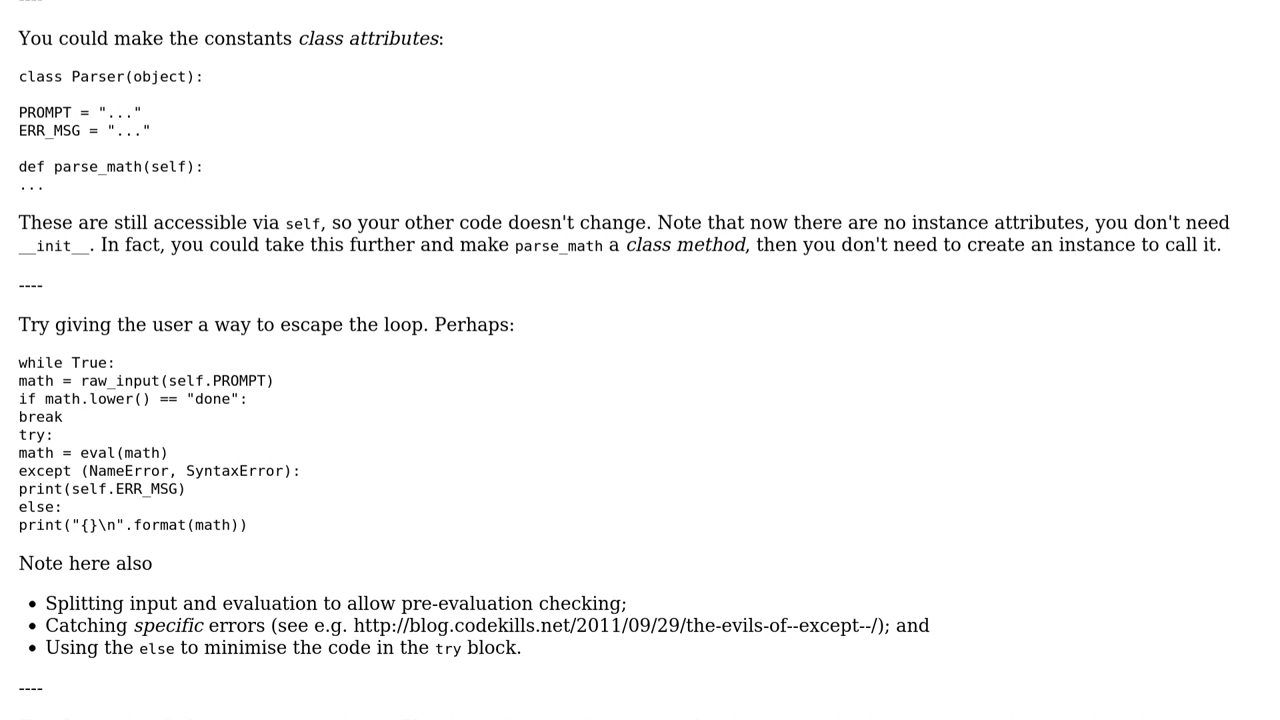 You could make the constants class attributes:
class Parser(object):
PROMPT = "..."
ERR_MSG = "..."
def parse_math(self):
...
These are still accessible via self, so your other code doesn't change. Note that now there are no instance attributes, you don't need
__init__. In fact, you could take this further and make parse_math a class method, then you don't need to create an instance to call it.
----
Try giving the user a way to escape the loop. Perhaps:
while True:
math = raw_input(self.PROMPT)
if math.lower() == "done":
break
try:
math = eval(math)
except (NameError, SyntaxError):
print(self.ERR_MSG)
else:
print("{}\n".format(math))
Note here also
• Splitting input and evaluation to allow pre-evaluation checking;
• Catching specific errors (see e.g. http://blog.codekills.net/2011/09/29/the-evils-of--except--/); and
• Using the else to minimise the code in the try block.
----